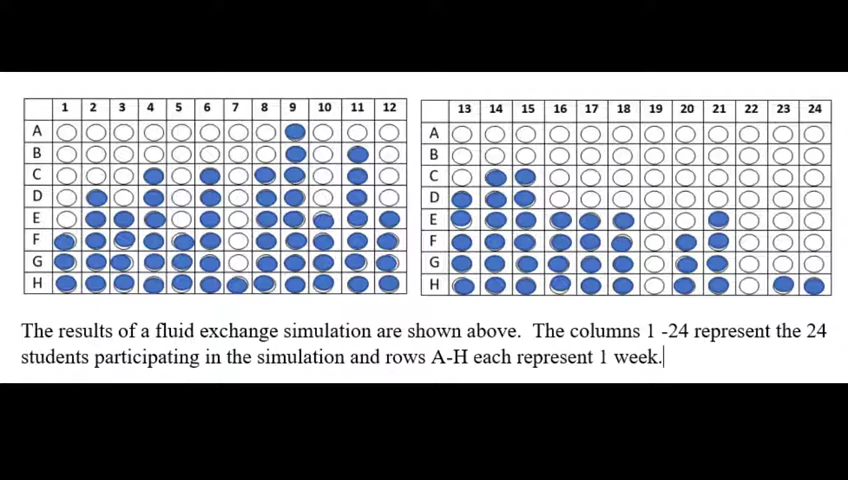 1 2 3 4 5 6 7 8 9 10 11 12
A
B
C
D
E
F
G
H
13 14 15 16 17 18 19 20 21 22 23 24
A
B
C
D
E
F
G
H
The results of a fluid exchange simulation are shown above. The columns 1 -24 represent the 24
students participating in the simulation and rows A-H each represent 1 week.